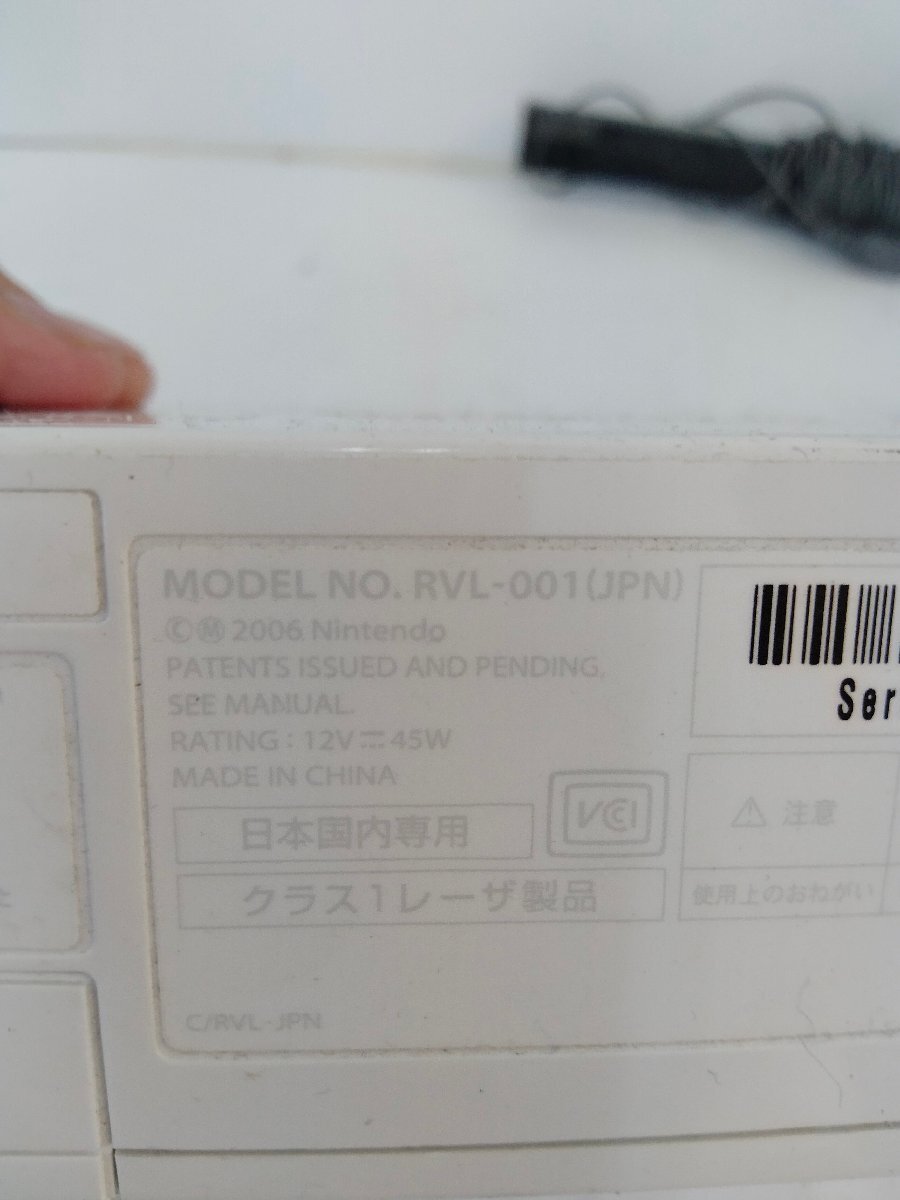 MODEL NO. RVL-001(JPN)
ⒸⓂ 2006 Nintendo
PATENTS ISSUED AND PENDING.
SEE MANUAL.
RATING : 12V ⎓ 45W
MADE IN CHINA
日本国内専用
VCI
クラス1レーザ製品
C/RVL-JPN
Ser
⚠ 注意
使用上のおねがい